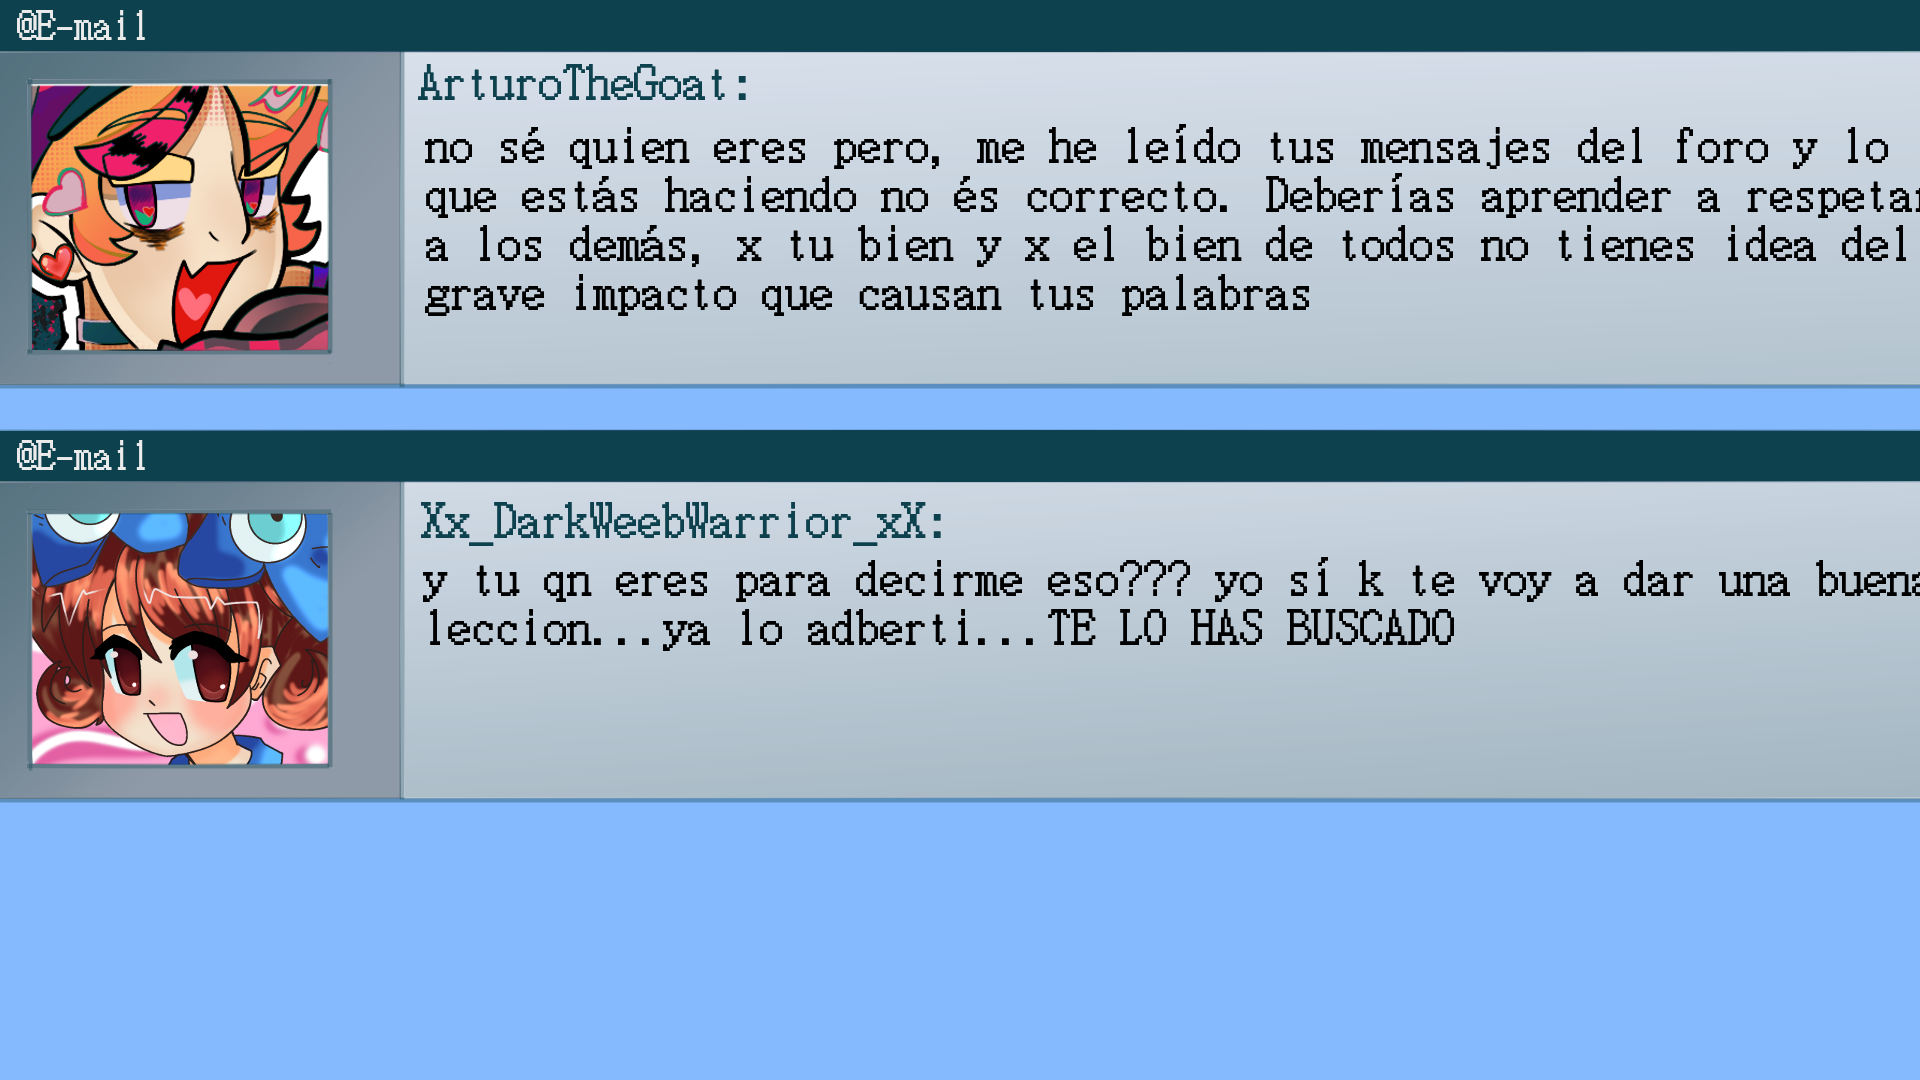 @E-mail
ArturoTheGoat:
no sé quien eres pero, me he leído tus mensajes del foro y lo
que estás haciendo no és correcto. Deberías aprender a respetar
a los demás, x tu bien y x el bien de todos no tienes idea del
grave impacto que causan tus palabras
@E-mail
Xx_DarkWeebWarrior_xX:
y tu qn eres para decirme eso??? yo sí k te voy a dar una buena
leccion...ya lo adberti...TE LO HAS BUSCADO